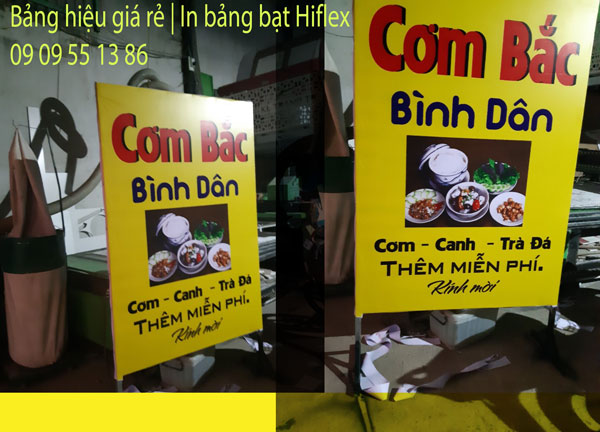 Bảng hiệu giá rẻ | In bảng bạt Hiflex
09 09 55 13 86
Cơm Bắc
Bình Dân
Cơm - Canh - Trà Đá
THÊM MIỄN PHÍ.
Kính mời
Cơm Bắc
Bình Dân
Cơm - Canh - Trà Đá
THÊM MIỄN PHÍ.
Kính mời